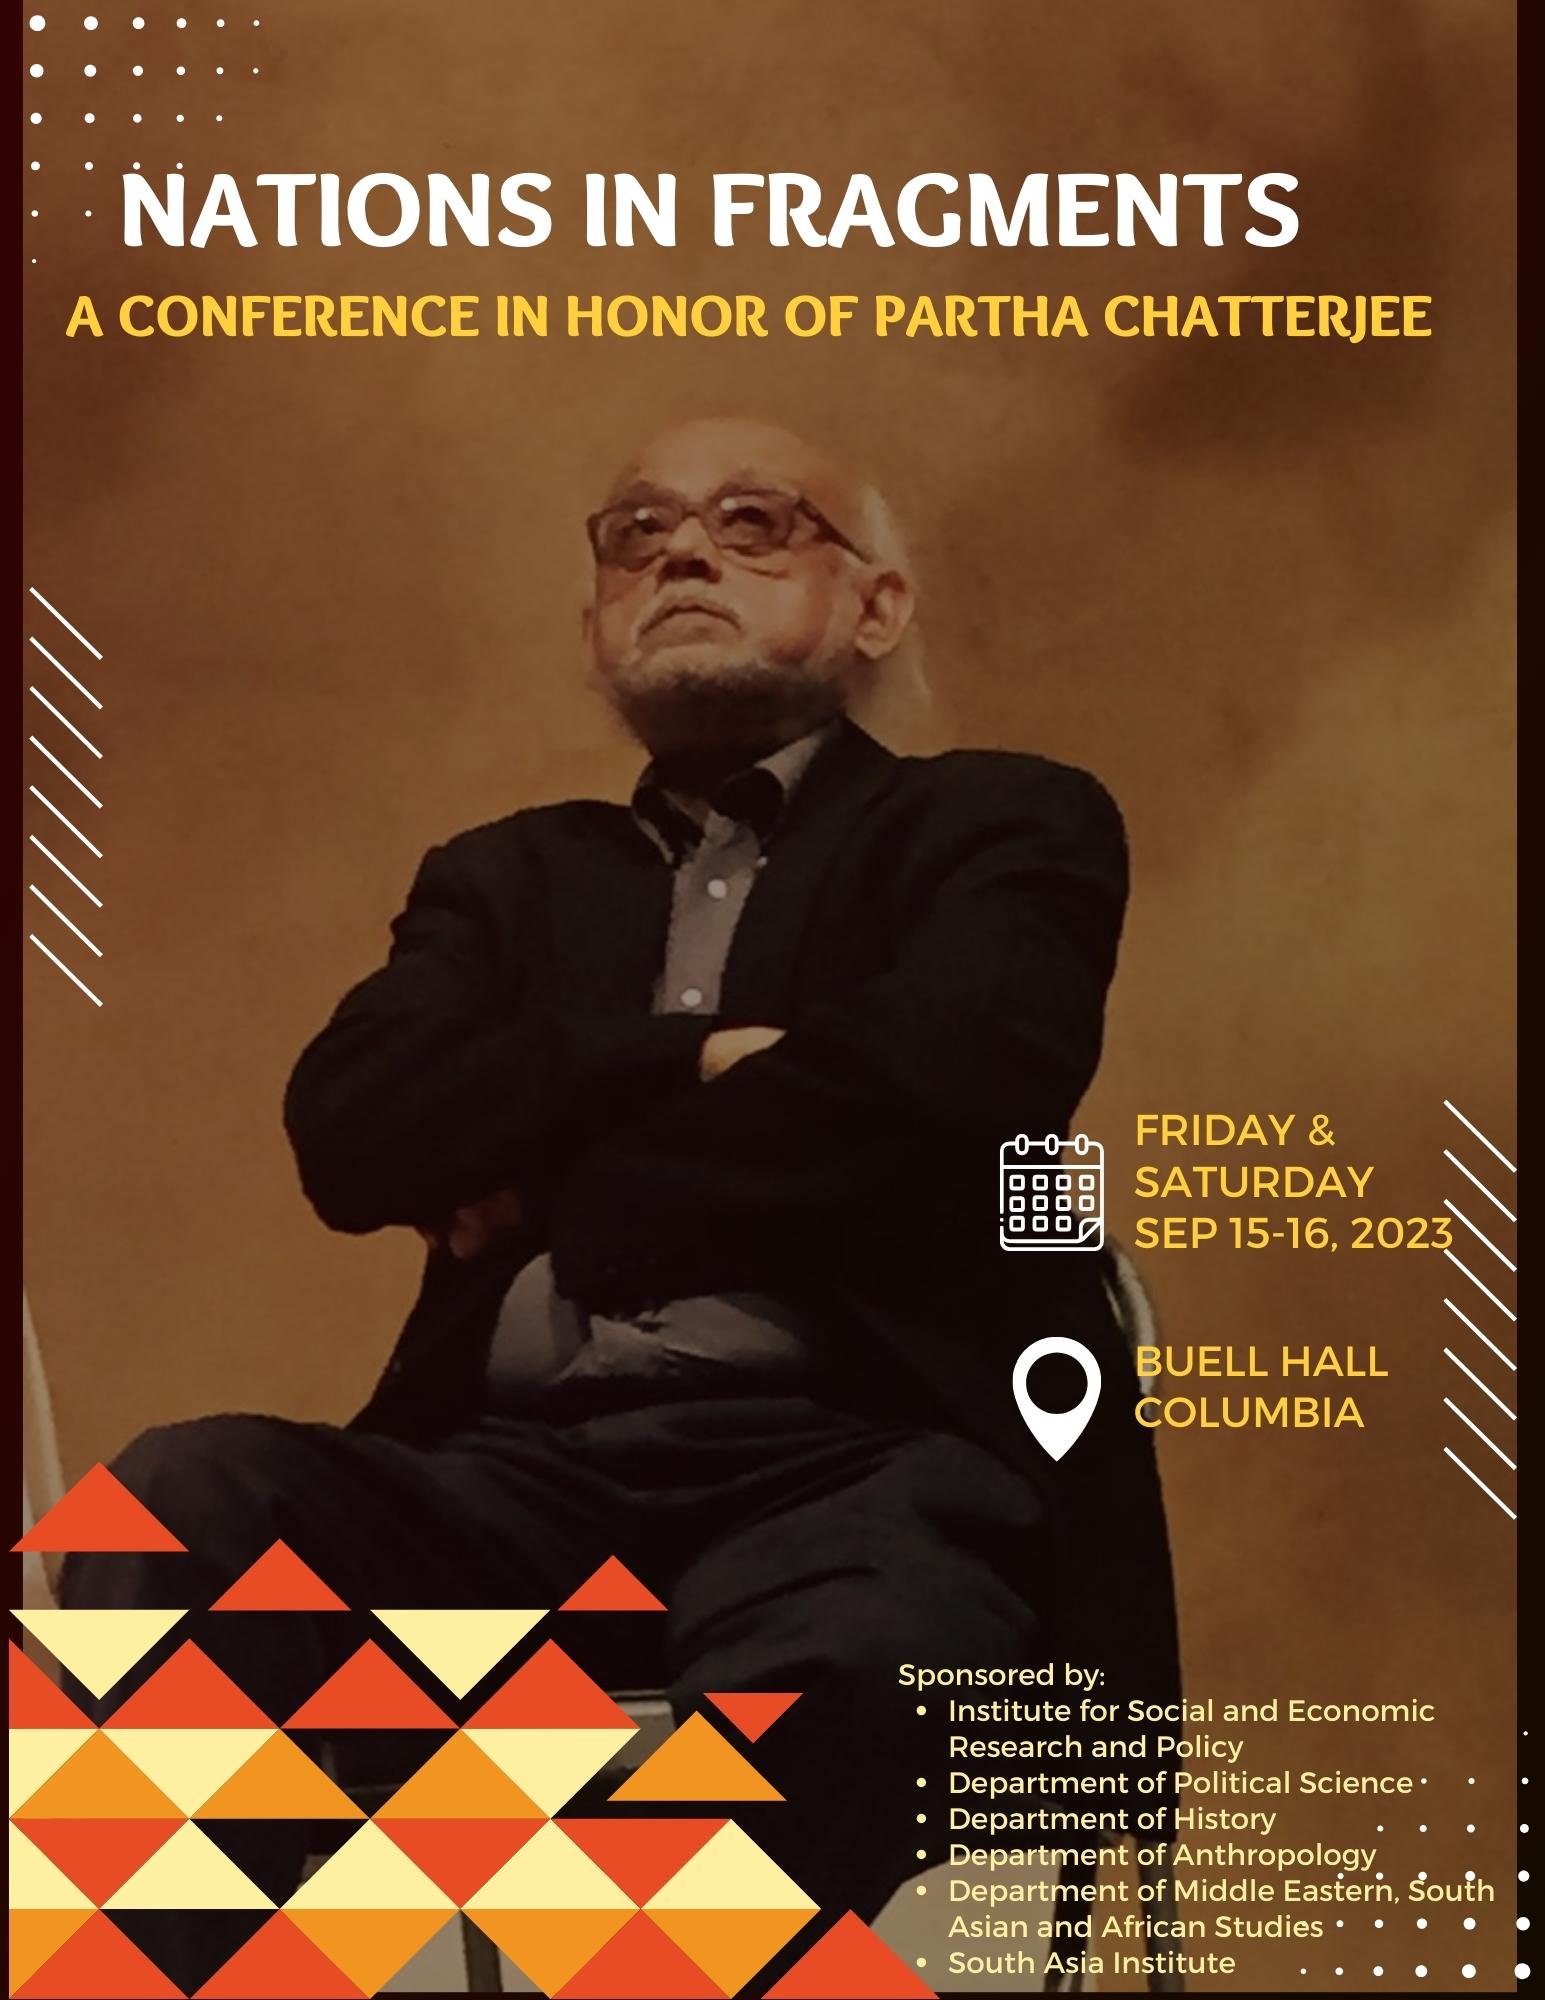 NATIONS IN FRAGMENTS
A CONFERENCE IN HONOR OF PARTHA CHATTERJEE
FRIDAY &
SATURDAY
SEP 15-16, 2023
BUELL HALL
COLUMBIA
Sponsored by:
• Institute for Social and Economic
Research and Policy
• Department of Political Science
• Department of History
• Department of Anthropology
• Department of Middle Eastern, South
Asian and African Studies
• South Asia Institute